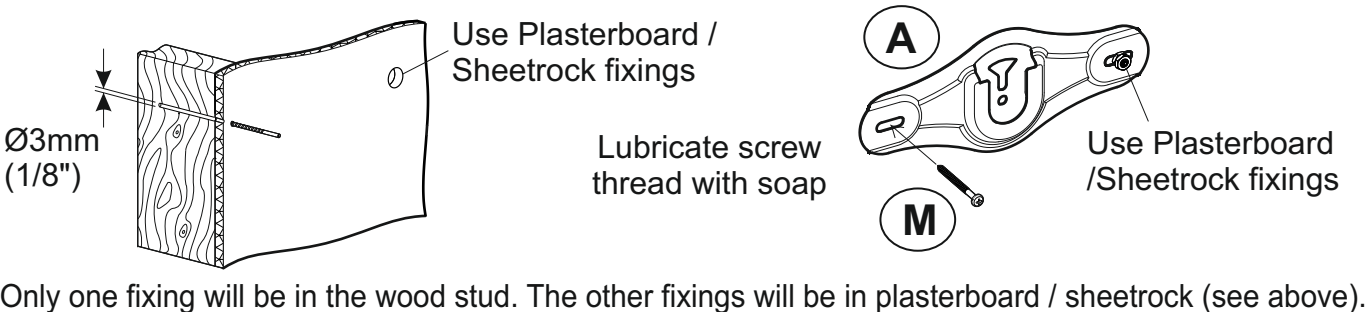 Use Plasterboard /
Sheetrock fixings
Ø3mm
(1/8")
A
Lubricate screw
thread with soap
M
Use Plasterboard
/Sheetrock fixings
Only one fixing will be in the wood stud. The other fixings will be in plasterboard / sheetrock (see above).